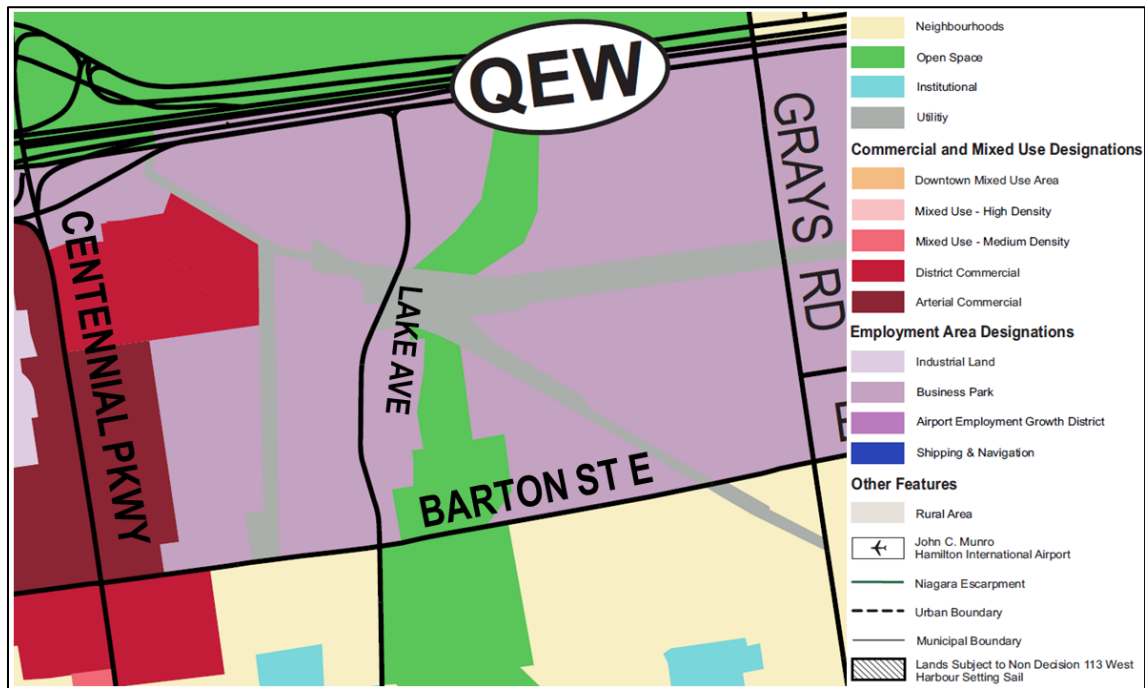 QEW
GRAYS RD
CENTENNIAL PKWY
LAKE AVE
BARTON ST E
Neighbourhoods
Open Space
Institutional
Utilitiy
Commercial and Mixed Use Designations
Downtown Mixed Use Area
Mixed Use - High Density
Mixed Use - Medium Density
District Commercial
Arterial Commercial
Employment Area Designations
Industrial Land
Business Park
Airport Employment Growth District
Shipping & Navigation
Other Features
Rural Area
John C. Munro
Hamilton International Airport
Niagara Escarpment
Urban Boundary
Municipal Boundary
Lands Subject to Non Decision 113 West
Harbour Setting Sail